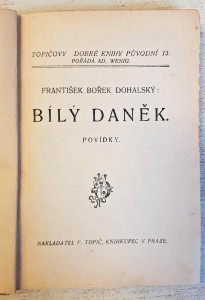 TOPIČOVY DOBRÉ KNIHY PŮVODNÍ 13.
POŘÁDÁ AD. WENIG.
FRANTIŠEK BOŘEK DOHALSKÝ:
BÍLÝ DANĚK.
POVÍDKY.
NAKLADATEL F. TOPIČ, KNIHKUPEC V PRAZE.